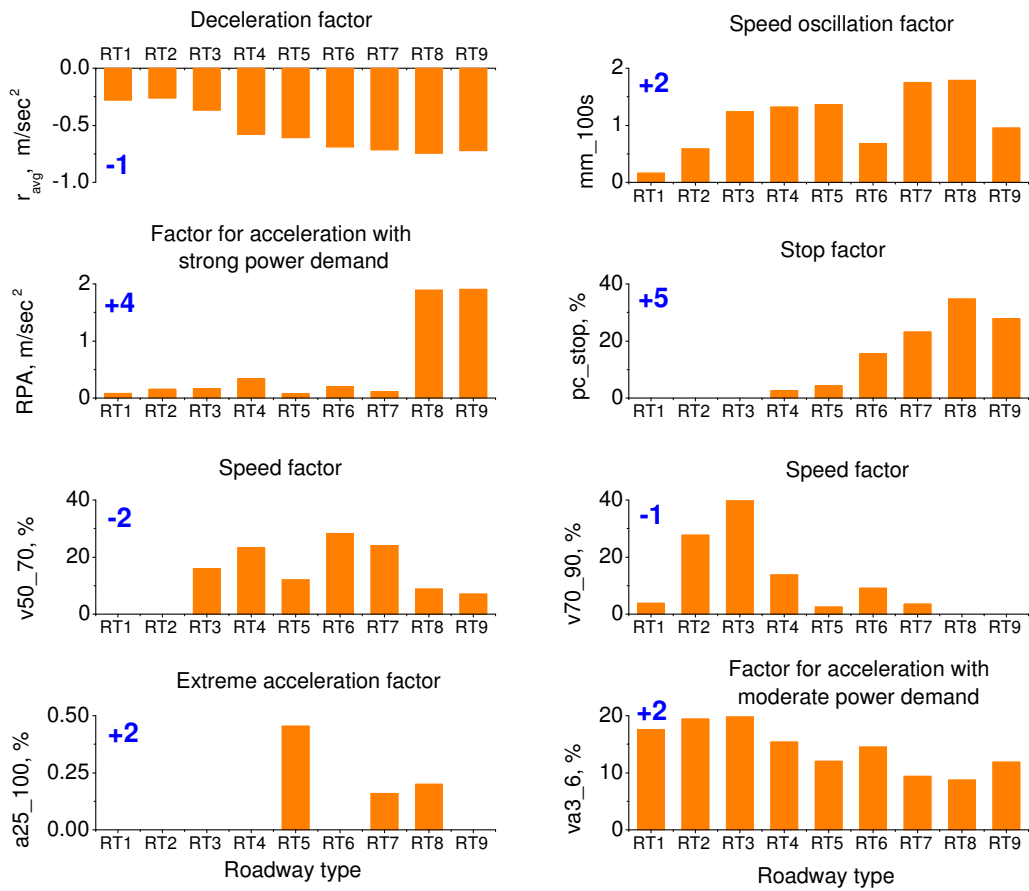 Deceleration factor
RT1 RT2 RT3 RT4 RT5 RT6 RT7 RT8 RT9
0.0
-0.5
-1.0
r_avg, m/sec²
-1
Speed oscillation factor
2
1
0
mm_100s
+2
RT1 RT2 RT3 RT4 RT5 RT6 RT7 RT8 RT9
Factor for acceleration with
strong power demand
2
1
0
RPA, m/sec²
+4
RT1 RT2 RT3 RT4 RT5 RT6 RT7 RT8 RT9
Stop factor
40
20
0
pc_stop, %
+5
RT1 RT2 RT3 RT4 RT5 RT6 RT7 RT8 RT9
Speed factor
40
20
0
v50_70, %
-2
RT1 RT2 RT3 RT4 RT5 RT6 RT7 RT8 RT9
Speed factor
40
20
0
v70_90, %
-1
RT1 RT2 RT3 RT4 RT5 RT6 RT7 RT8 RT9
Extreme acceleration factor
0.50
0.25
0.00
a25_100, %
+2
RT1 RT2 RT3 RT4 RT5 RT6 RT7 RT8 RT9
Roadway type
Factor for acceleration with
moderate power demand
20
10
0
va3_6, %
+2
RT1 RT2 RT3 RT4 RT5 RT6 RT7 RT8 RT9
Roadway type